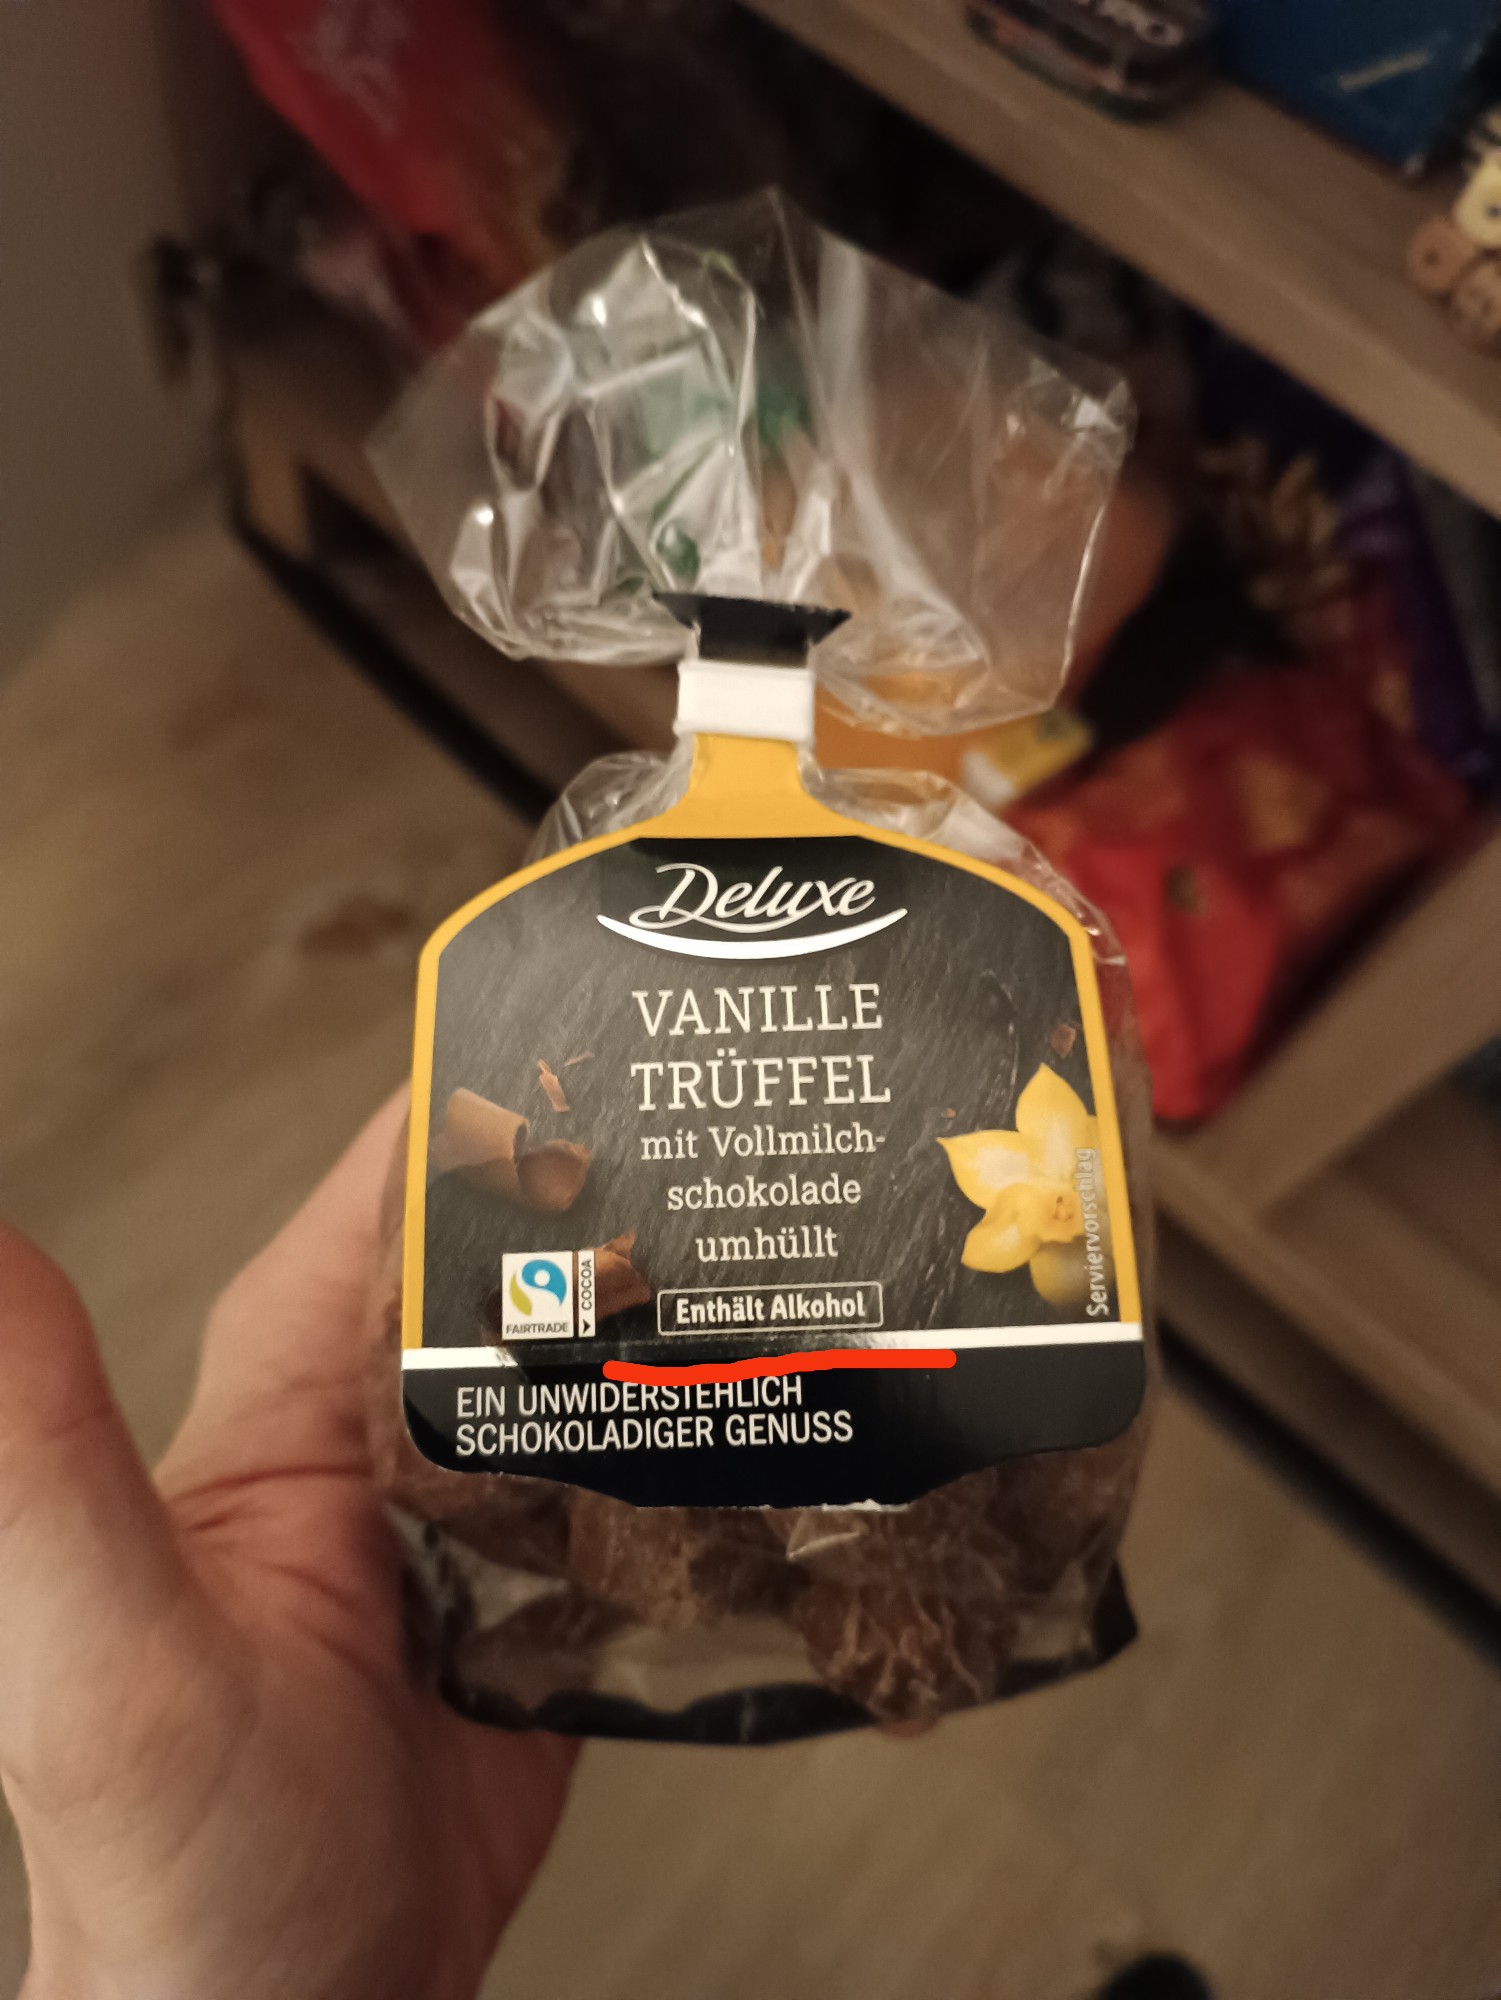 Deluxe
VANILLE
TRÜFFEL
mit Vollmilch-
schokolade
umhüllt
Enthält Alkohol
FAIRTRADE
COCOA
Serviervorschlag
EIN UNWIDERSTEHLICH
SCHOKOLADIGER GENUSS